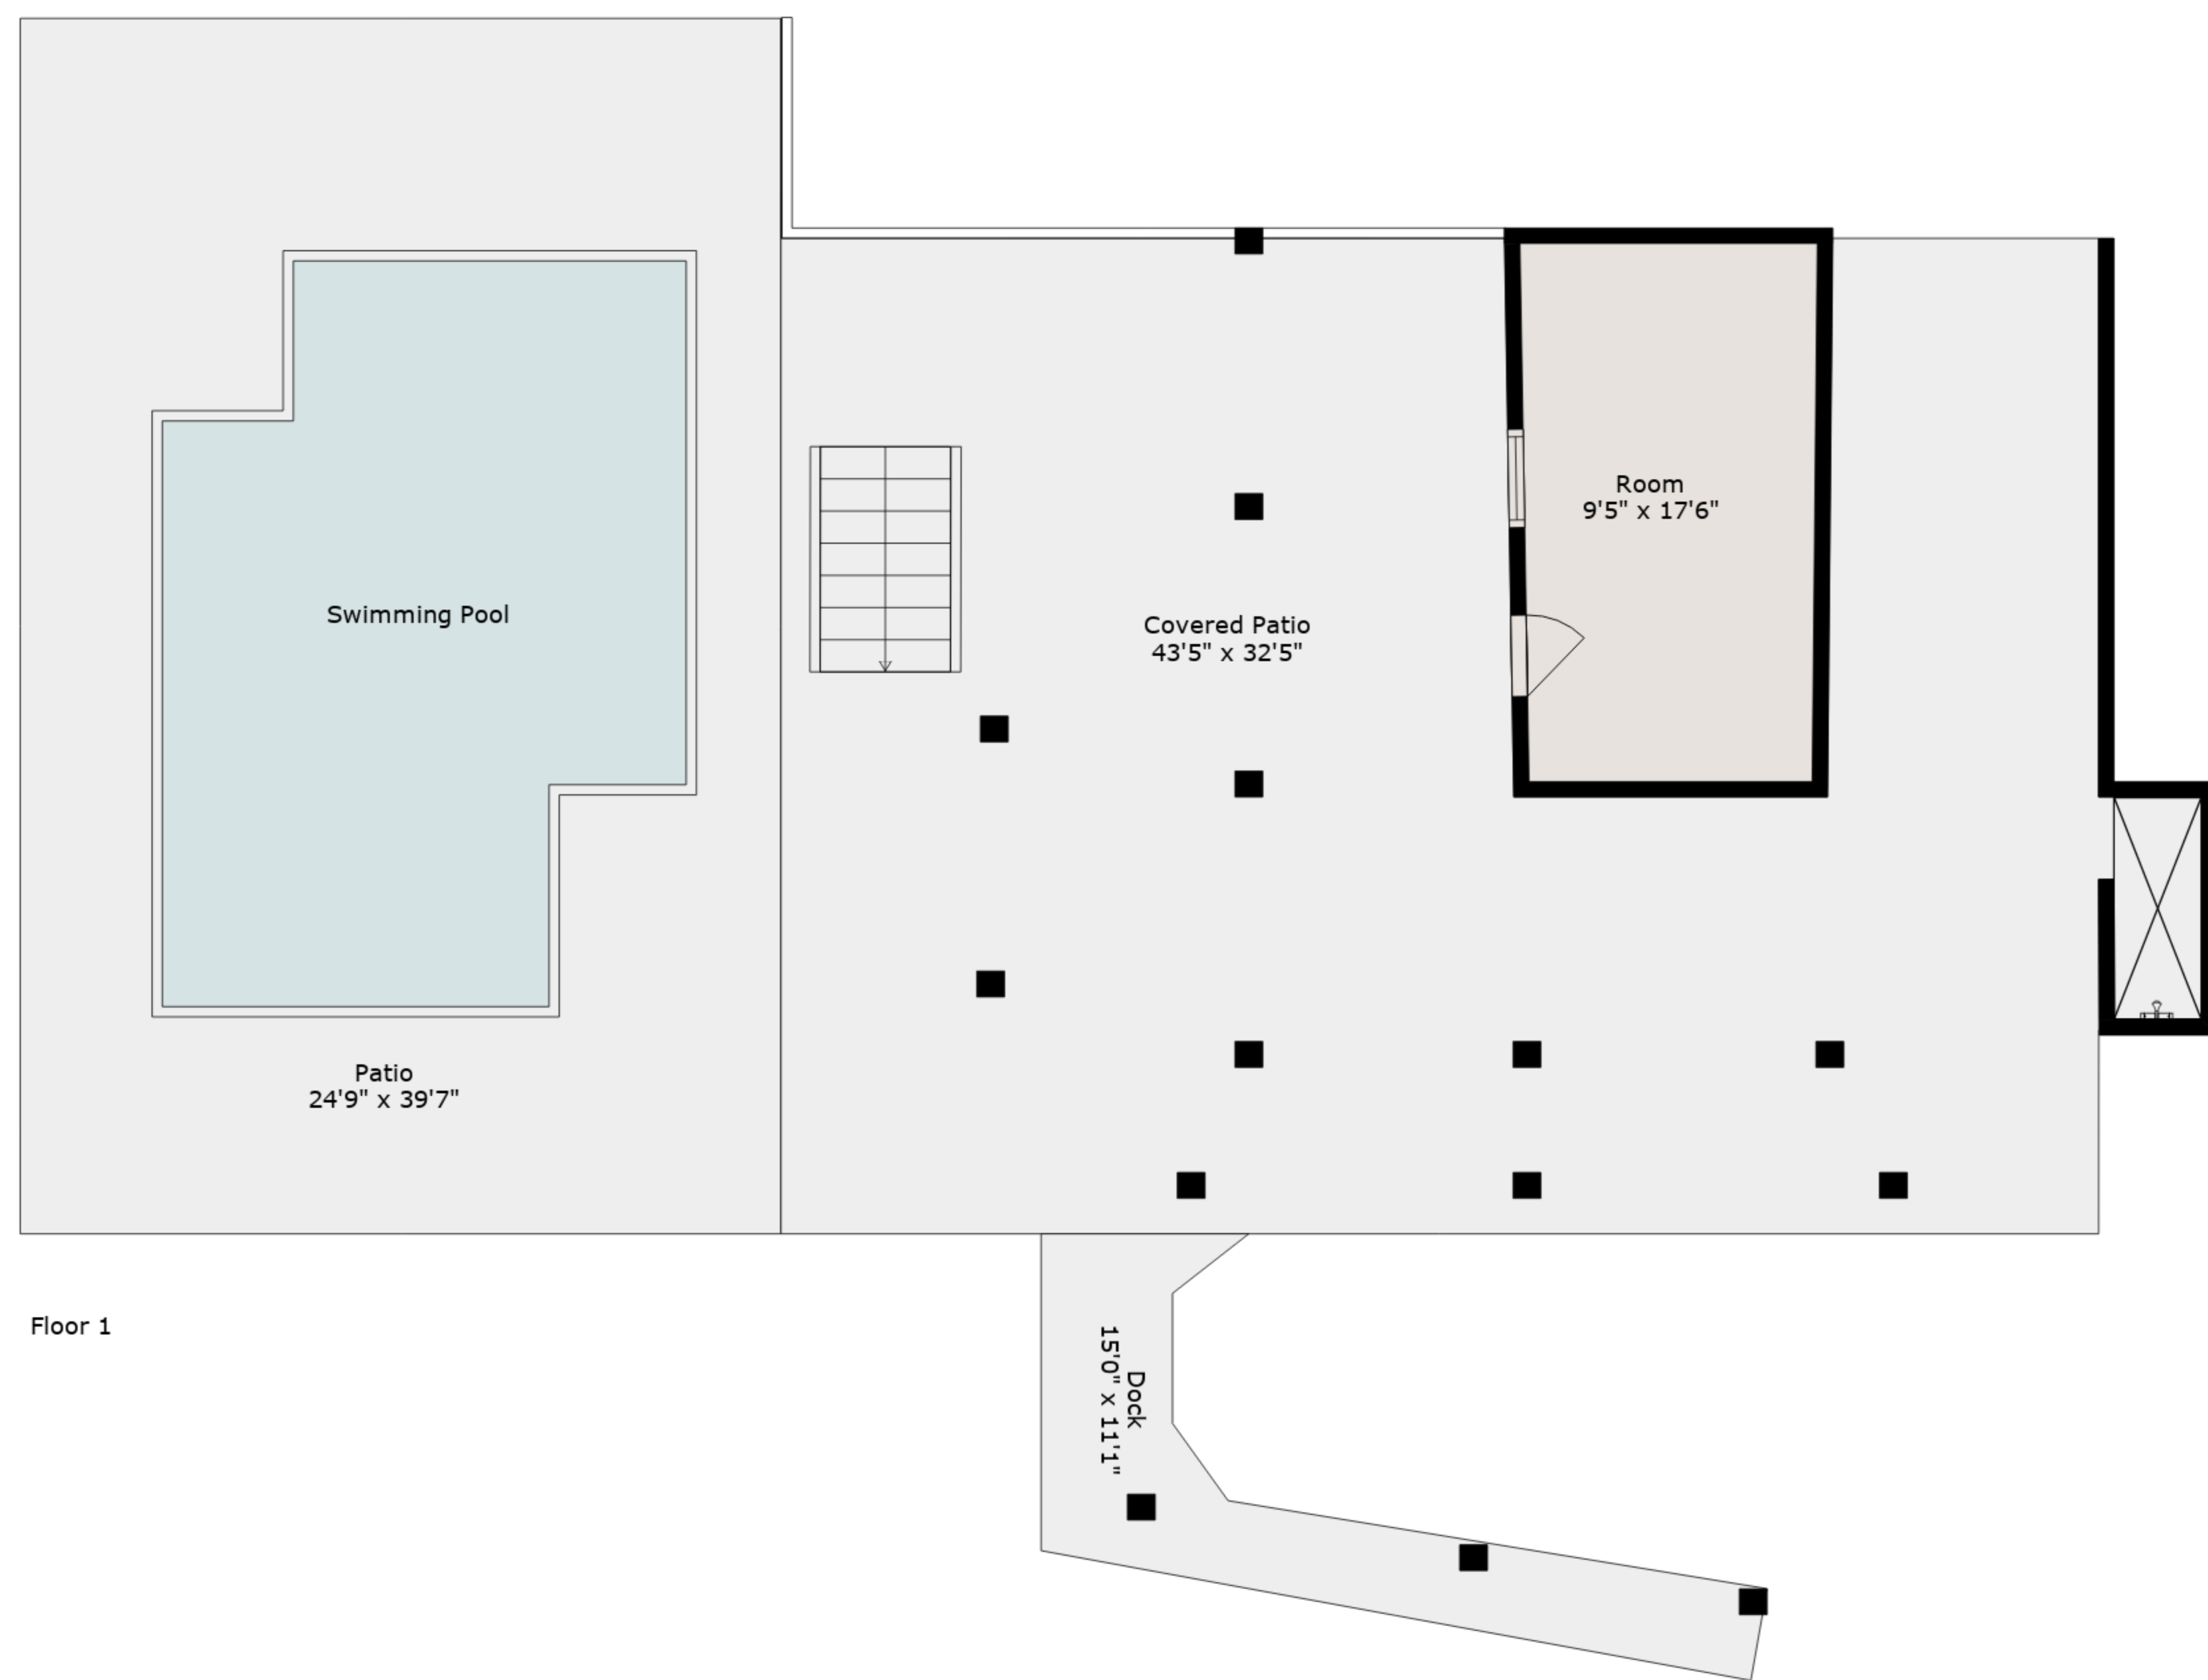 Swimming Pool
Room
9'5" x 17'6"
Covered Patio
43'5" x 32'5"
Patio
24'9" x 39'7"
Dock
15'0" x 11'1"
Floor 1